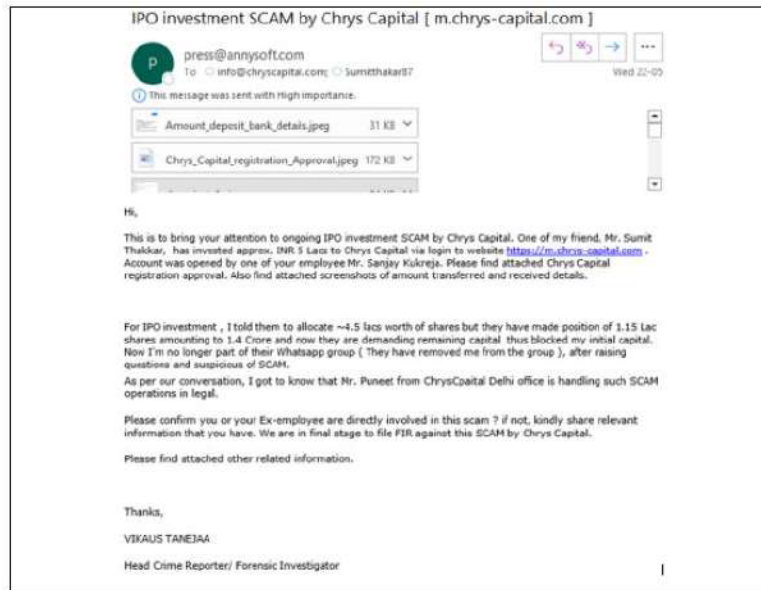 IPO investment SCAM by Chrys Capital [ m.chrys-capital.com ]
P
press@annysoft.com
To info@chryscapital.com; Sumitthakar87
Wed 22-05
This message was sent with High importance.
Amount_deposit_bank_details.jpeg 31 KB
Chrys_Capital_registration_Approval.jpeg 172 KB
Hi,
This is to bring your attention to ongoing IPO investment SCAM by Chrys Capital. One of my friend, Mr. Sumit
Thakkar, has invested approx. INR 5 Lacs to Chrys Capital via login to website https://m.chrys-capital.com .
Account was opened by one of your employee Mr. Sanjay Kukreja. Please find attached Chrys Capital
registration approval. Also find attached screenshots of amount transferred and received details.
For IPO investment , I told them to allocate ~4.5 lacs worth of shares but they have made position of 1.15 Lac
shares amounting to 1.4 Crore and now they are demanding remaining capital thus blocked my initial capital.
Now I'm no longer part of their Whatsapp group ( They have removed me from the group ), after raising
questions and suspicious of SCAM.
As per our conversation, I got to know that Mr. Puneet from ChrysCpaital Delhi office is handling such SCAM
operations in legal.
Please confirm you or your Ex-employee are directly involved in this scam ? if not, kindly share relevant
information that you have. We are in final stage to file FIR against this SCAM by Chrys Capital.
Please find attached other related information.
Thanks,
VIKAUS TANEJAA
Head Crime Reporter/ Forensic Investigator